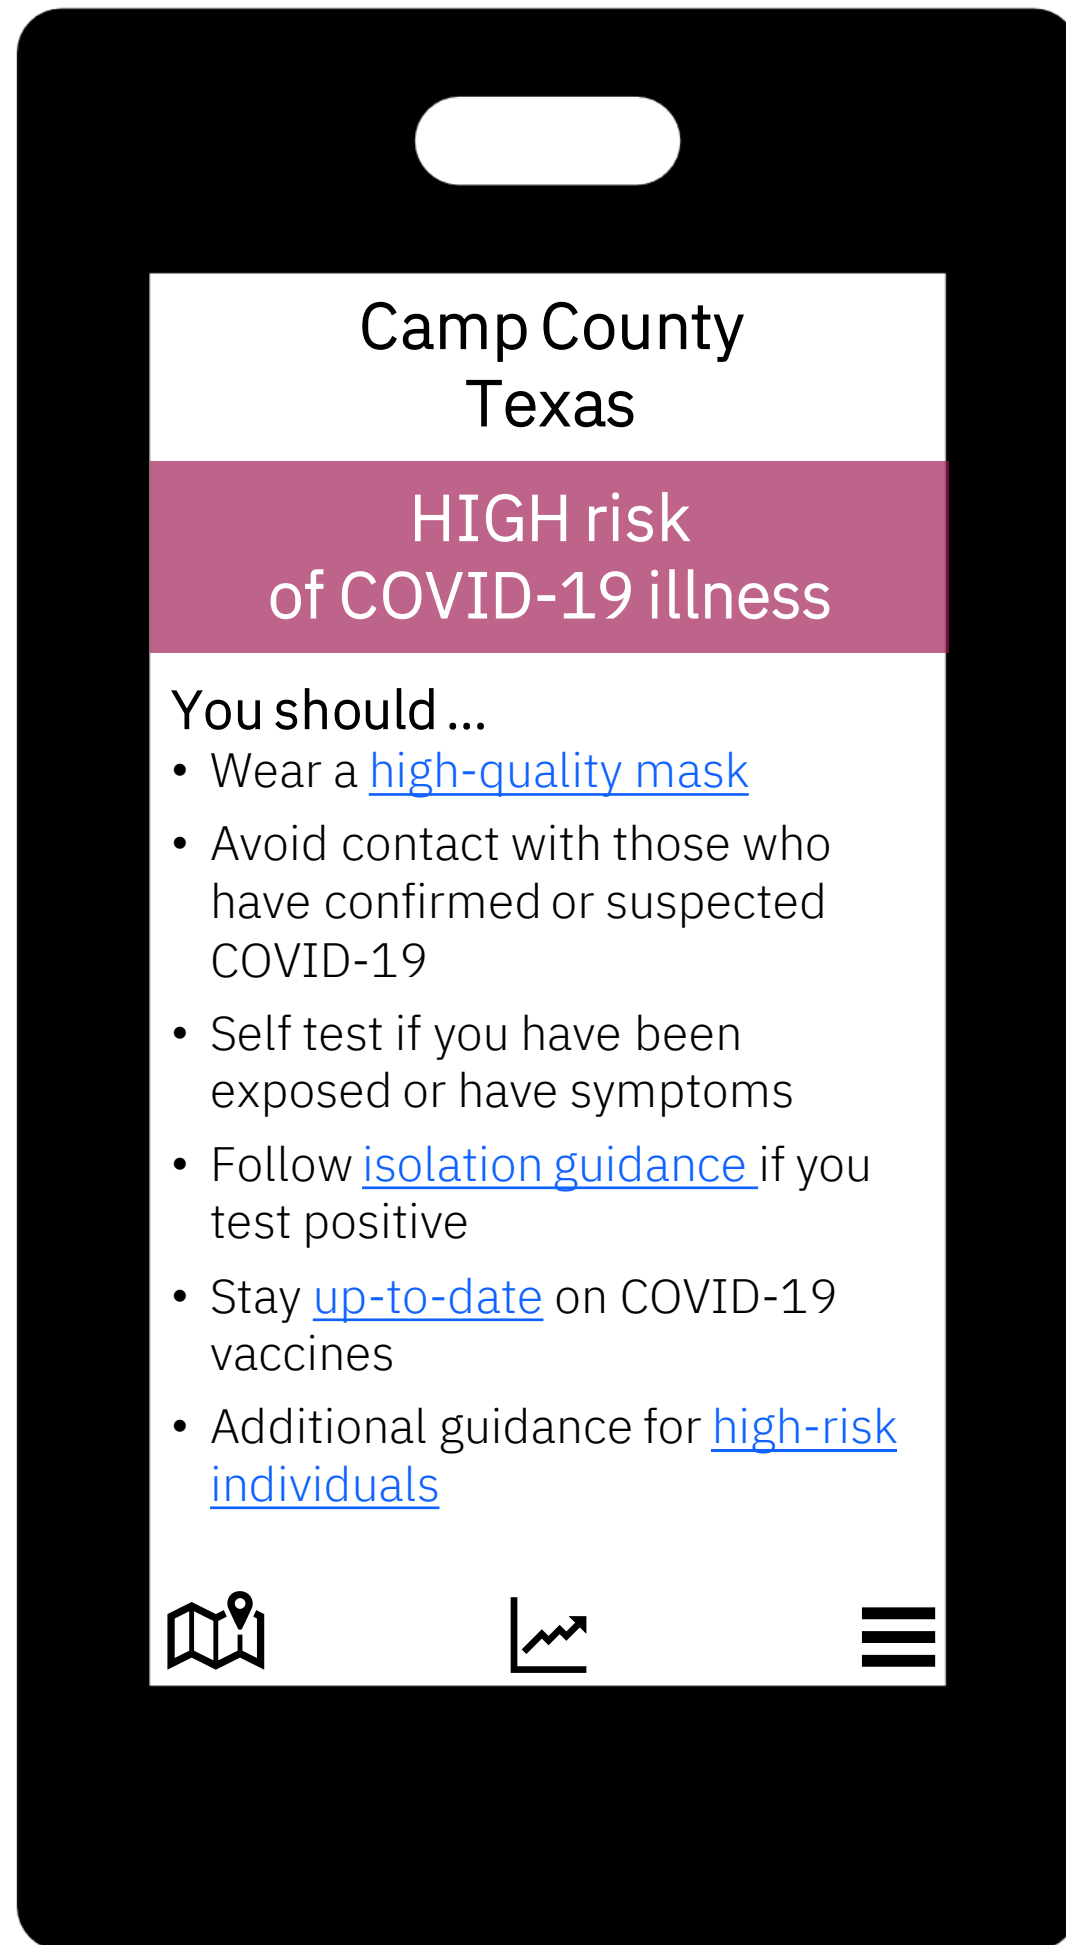 Camp County
Texas
HIGH risk
of COVID-19 illness
You should ...
• Wear a high-quality mask
• Avoid contact with those who
have confirmed or suspected
COVID-19
• Self test if you have been
exposed or have symptoms
• Follow isolation guidance if you
test positive
• Stay up-to-date on COVID-19
vaccines
• Additional guidance for high-risk
individuals